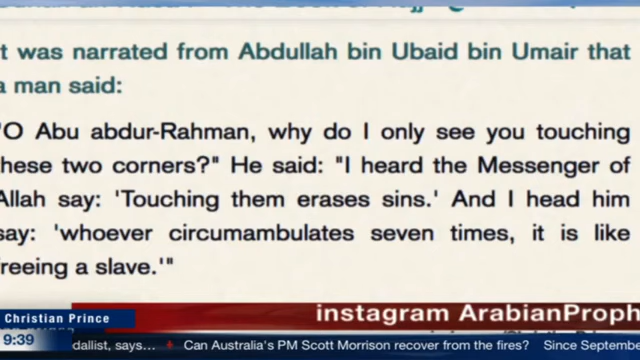 t was narrated from Abdullah bin Ubaid bin Umair that
a man said:
"O Abu abdur-Rahman, why do I only see you touching
these two corners?" He said: "I heard the Messenger of
Allah say: 'Touching them erases sins.' And I head him
say: 'whoever circumambulates seven times, it is like
freeing a slave.'"
instagram ArabianProph
Christian Prince
9:39
dallist, says... Can Australia's PM Scott Morrison recover from the fires? Since Septembe